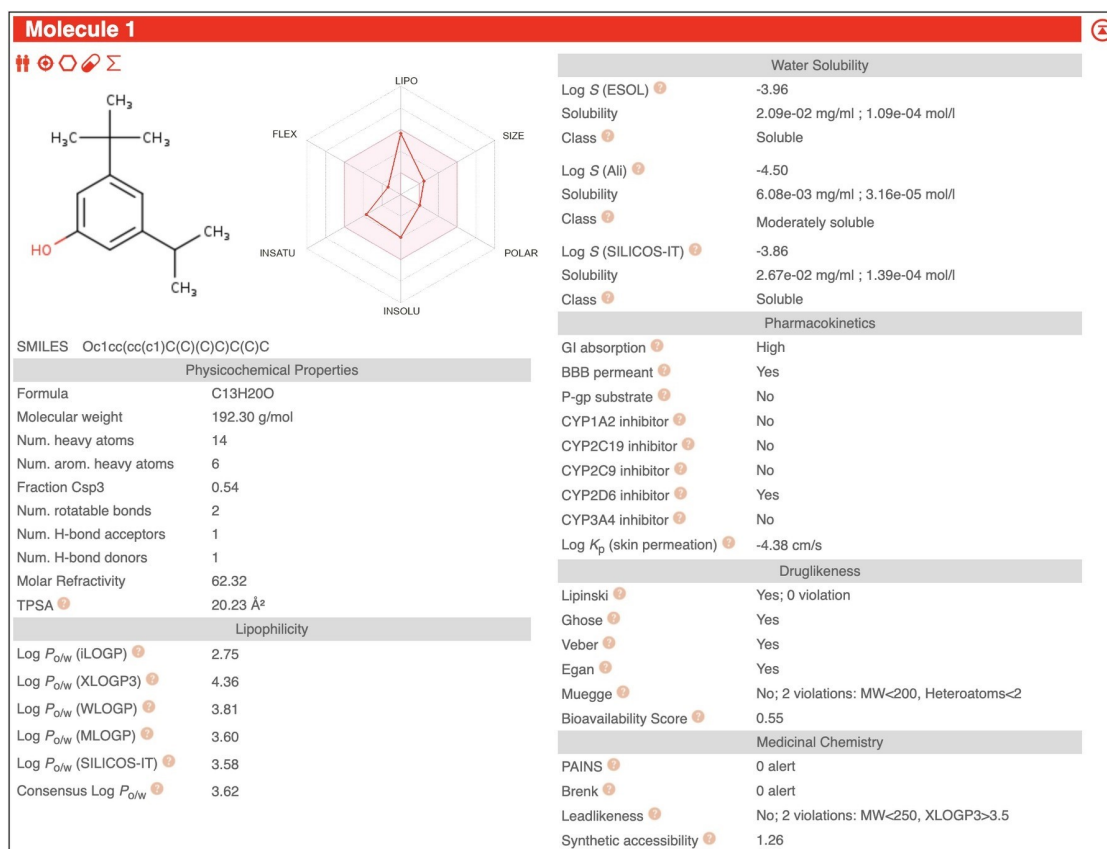 Molecule 1
CH3
H3C
CH3
HO
CH3
CH3
LIPO
FLEX
SIZE
INSATU
POLAR
INSOLU
SMILES Oc1cc(cc(c1)C(C)(C)C)C(C)C
Physicochemical Properties
Formula C13H20O
Molecular weight 192.30 g/mol
Num. heavy atoms 14
Num. arom. heavy atoms 6
Fraction Csp3 0.54
Num. rotatable bonds 2
Num. H-bond acceptors 1
Num. H-bond donors 1
Molar Refractivity 62.32
TPSA ? 20.23 Å²
Lipophilicity
Log Po/w (iLOGP) ? 2.75
Log Po/w (XLOGP3) ? 4.36
Log Po/w (WLOGP) ? 3.81
Log Po/w (MLOGP) ? 3.60
Log Po/w (SILICOS-IT) ? 3.58
Consensus Log Po/w ? 3.62
Water Solubility
Log S (ESOL) ? -3.96
Solubility 2.09e-02 mg/ml ; 1.09e-04 mol/l
Class ? Soluble
Log S (Ali) ? -4.50
Solubility 6.08e-03 mg/ml ; 3.16e-05 mol/l
Class ? Moderately soluble
Log S (SILICOS-IT) ? -3.86
Solubility 2.67e-02 mg/ml ; 1.39e-04 mol/l
Class ? Soluble
Pharmacokinetics
GI absorption ? High
BBB permeant ? Yes
P-gp substrate ? No
CYP1A2 inhibitor ? No
CYP2C19 inhibitor ? No
CYP2C9 inhibitor ? No
CYP2D6 inhibitor ? Yes
CYP3A4 inhibitor ? No
Log Kp (skin permeation) ? -4.38 cm/s
Druglikeness
Lipinski ? Yes; 0 violation
Ghose ? Yes
Veber ? Yes
Egan ? Yes
Muegge ? No; 2 violations: MW<200, Heteroatoms<2
Bioavailability Score ? 0.55
Medicinal Chemistry
PAINS ? 0 alert
Brenk ? 0 alert
Leadlikeness ? No; 2 violations: MW<250, XLOGP3>3.5
Synthetic accessibility ? 1.26